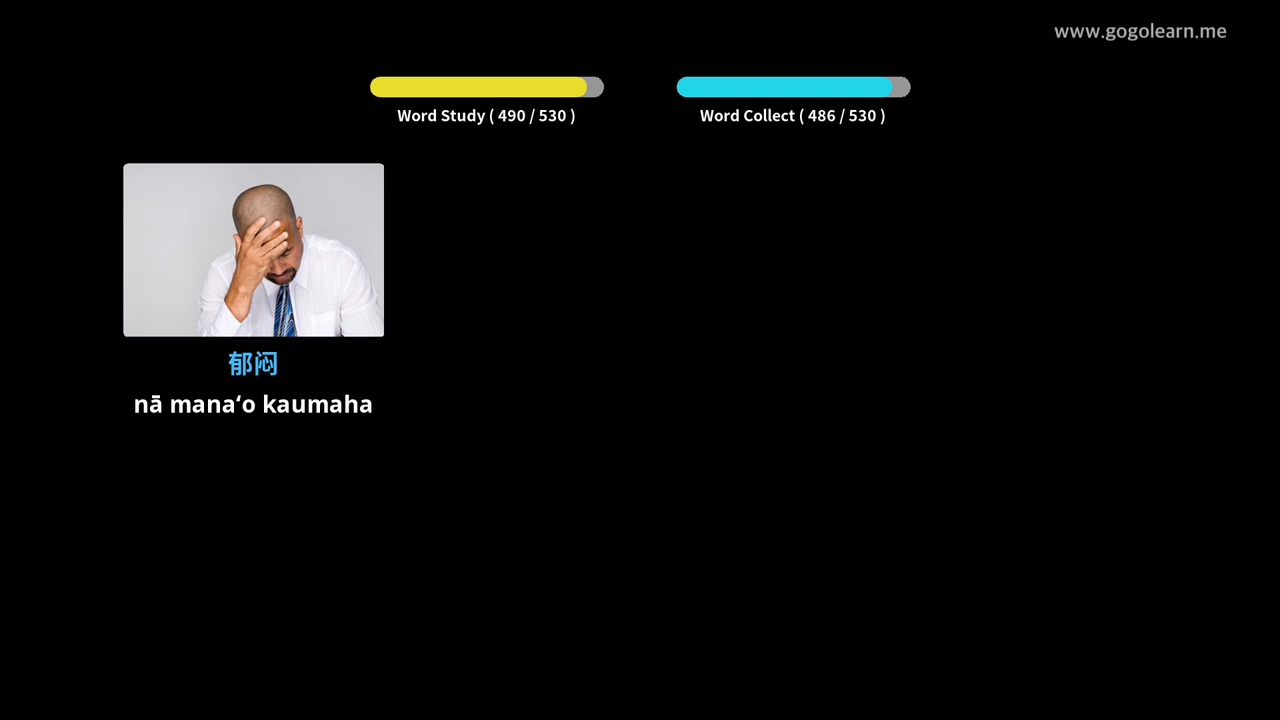 www.gogolearn.me
Word Study ( 490 / 530 )
Word Collect ( 486 / 530 )
郁闷
nā manaʻo kaumaha